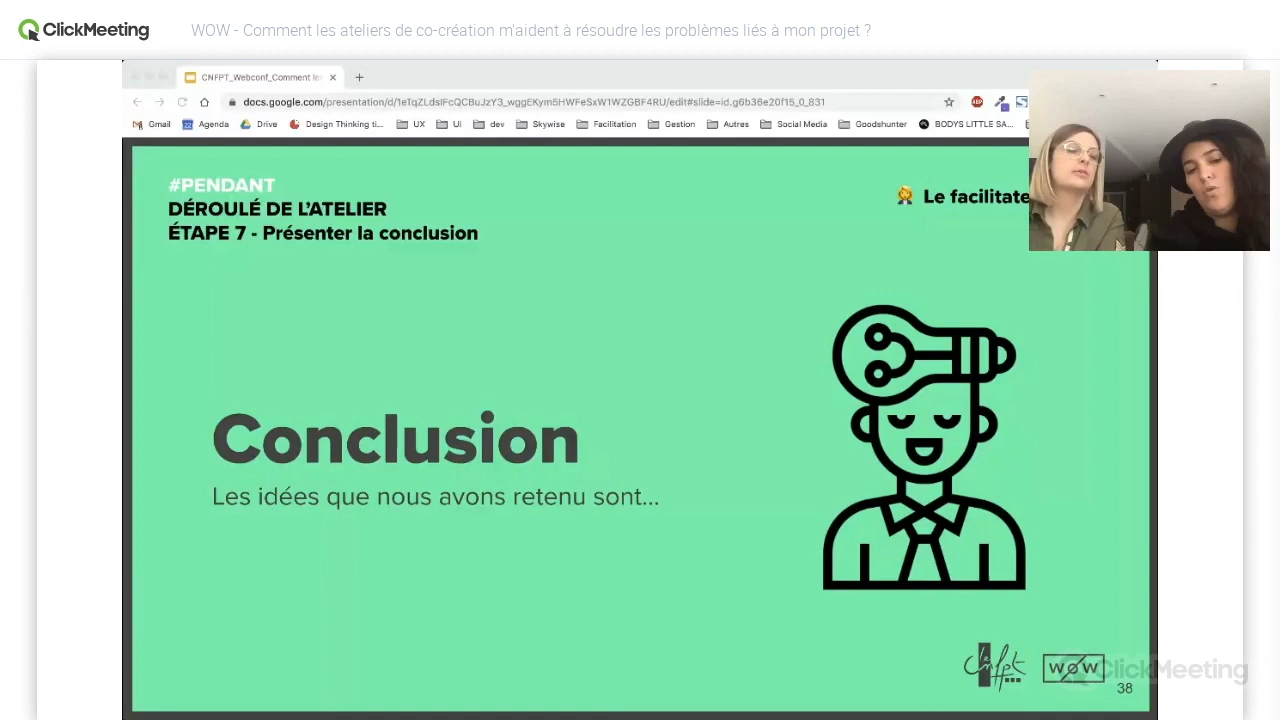 ClickMeeting
WOW - Comment les ateliers de co-création m'aident à résoudre les problèmes liés à mon projet ?
CNFPT_Webconf_Comment le
docs.google.com/presentation/d/1eTqZLdsIFcQCBuJzY3_wggEKym5HWFeSxW1WZGBF4RU/edit#slide=id.g6b36e20f15_0_831
Gmail Agenda Drive Design Thinking ti... UX UI dev Skywise Facilitation Gestion Autres Social Media Goodshunter BODYS LITTLE SA...
#PENDANT
DÉROULÉ DE L'ATELIER
ÉTAPE 7 - Présenter la conclusion
Le facilitate
Conclusion
Les idées que nous avons retenu sont...
le cnfpt
WOW
ClickMeeting
38